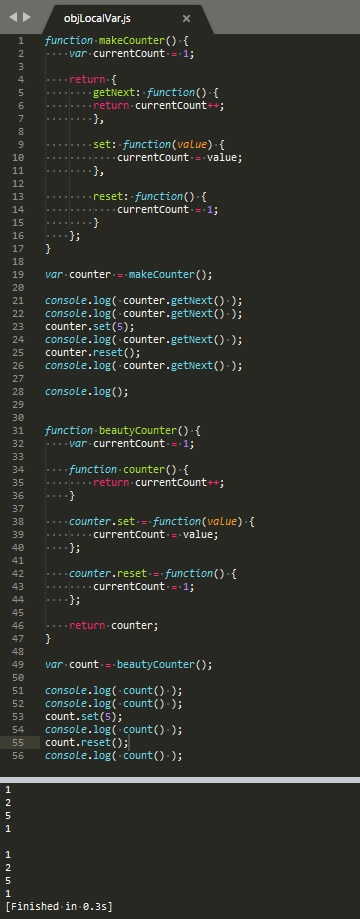 objLocalVar.js
1 function makeCounter() {
2 var currentCount = 1;
3
4 return {
5 getNext: function() {
6 return currentCount++;
7 },
8
9 set: function(value) {
10 currentCount = value;
11 },
12
13 reset: function() {
14 currentCount = 1;
15 }
16 };
17 }
18
19 var counter = makeCounter();
20
21 console.log( counter.getNext() );
22 console.log( counter.getNext() );
23 counter.set(5);
24 console.log( counter.getNext() );
25 counter.reset();
26 console.log( counter.getNext() );
27
28 console.log();
29
30
31 function beautyCounter() {
32 var currentCount = 1;
33
34 function counter() {
35 return currentCount++;
36 }
37
38 counter.set = function(value) {
39 currentCount = value;
40 };
41
42 counter.reset = function() {
43 currentCount = 1;
44 };
45
46 return counter;
47 }
48
49 var count = beautyCounter();
50
51 console.log( count() );
52 console.log( count() );
53 count.set(5);
54 console.log( count() );
55 count.reset();
56 console.log( count() );
1
2
5
1

1
2
5
1
[Finished in 0.3s]